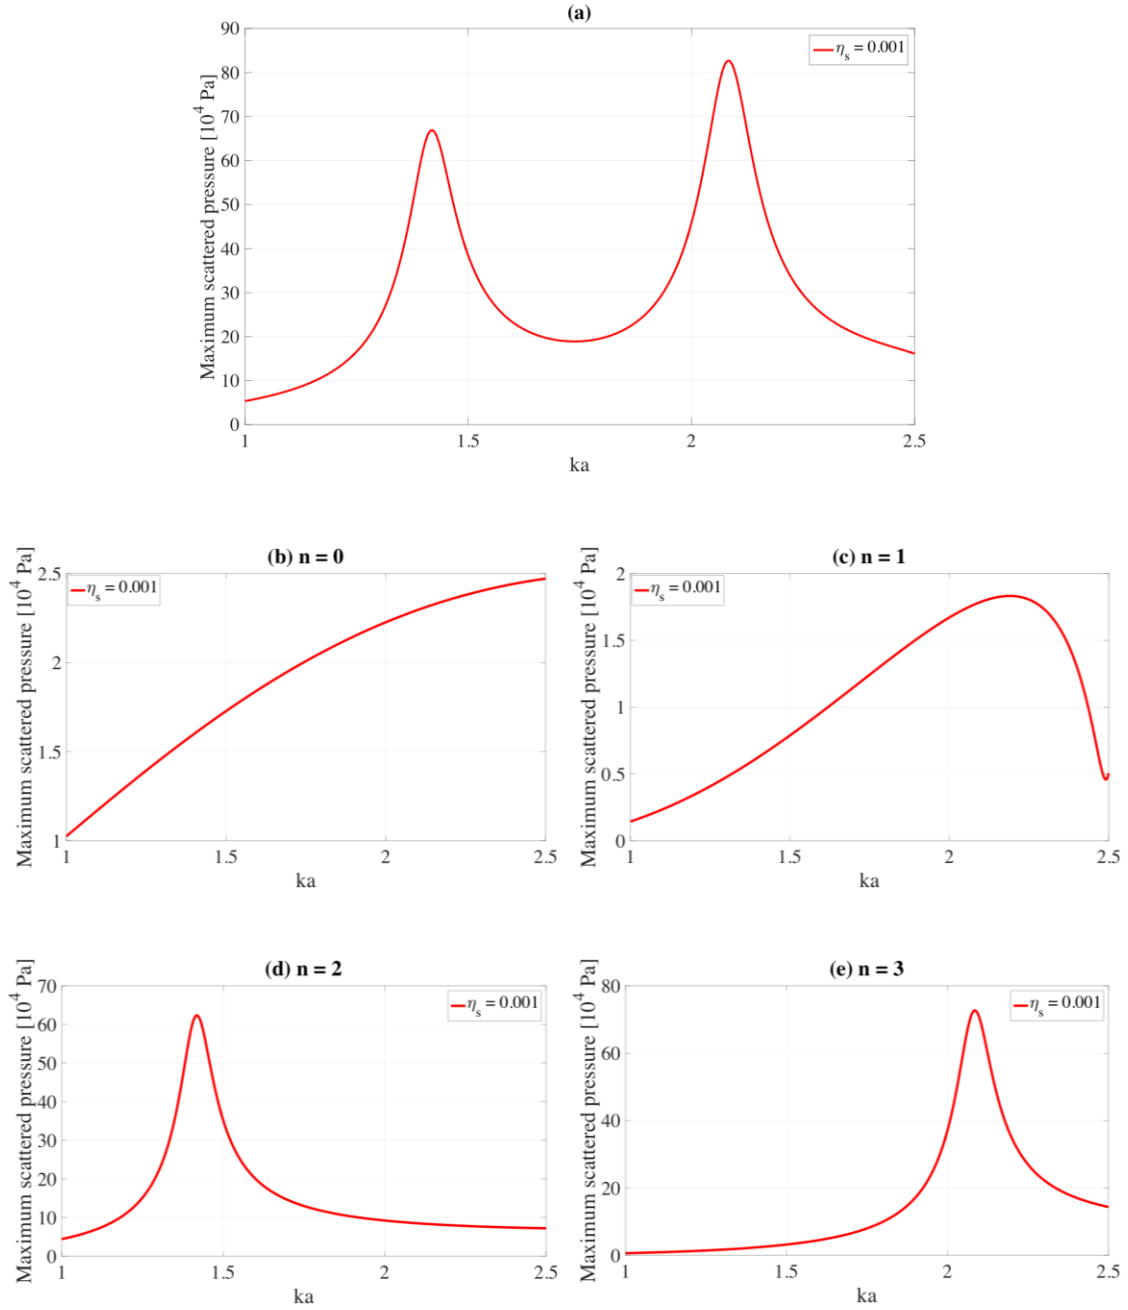 (a)
Maximum scattered pressure [10^4 Pa]
90
80
70
60
50
40
30
20
10
0
η_s = 0.001
1
1.5
2
2.5
ka
(b) n = 0
Maximum scattered pressure [10^4 Pa]
2.5
2
1.5
1
η_s = 0.001
1
1.5
2
2.5
ka
(c) n = 1
Maximum scattered pressure [10^4 Pa]
2
1.5
1
0.5
0
η_s = 0.001
1
1.5
2
2.5
ka
(d) n = 2
Maximum scattered pressure [10^4 Pa]
70
60
50
40
30
20
10
0
η_s = 0.001
1
1.5
2
2.5
ka
(e) n = 3
Maximum scattered pressure [10^4 Pa]
80
60
40
20
0
η_s = 0.001
1
1.5
2
2.5
ka